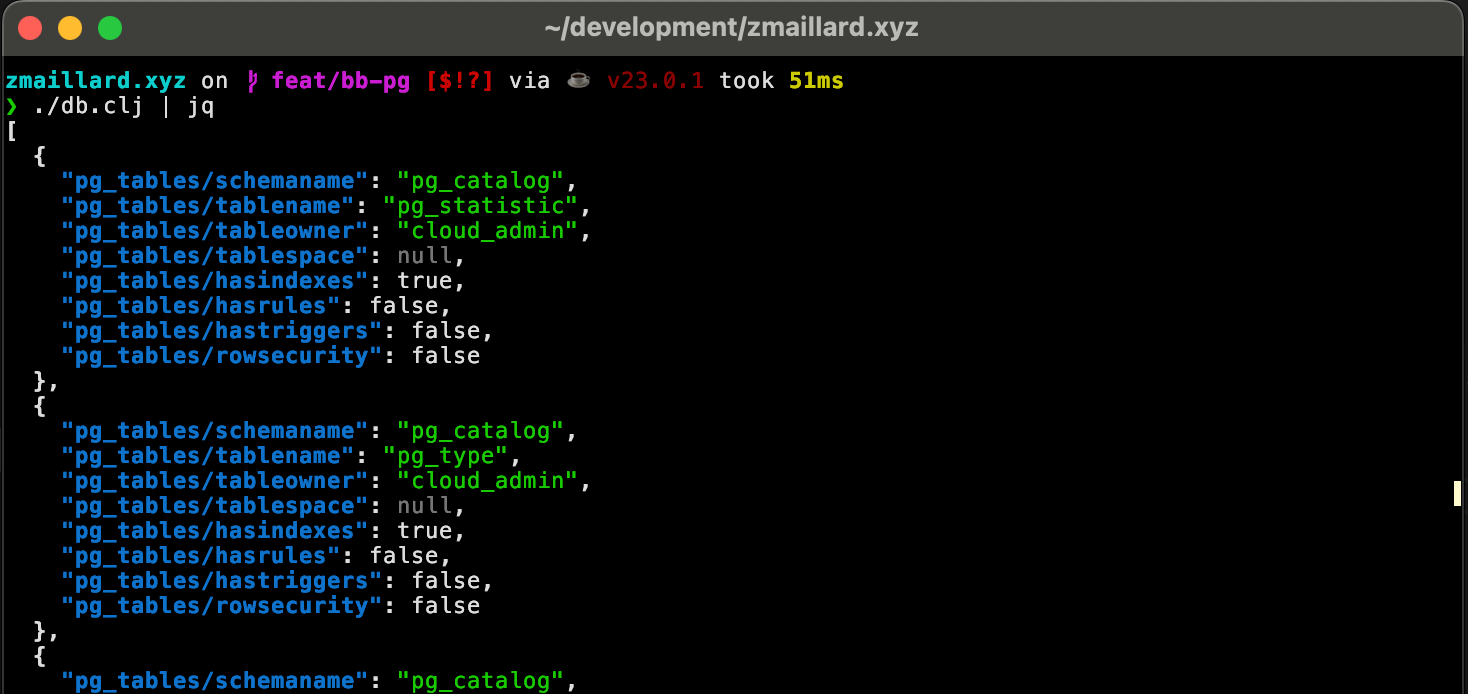 ~/development/zmaillard.xyz
zmaillard.xyz on feat/bb-pg [$!?] via ☕ v23.0.1 took 51ms
❯ ./db.clj | jq
[
  {
    "pg_tables/schemaname": "pg_catalog",
    "pg_tables/tablename": "pg_statistic",
    "pg_tables/tableowner": "cloud_admin",
    "pg_tables/tablespace": null,
    "pg_tables/hasindexes": true,
    "pg_tables/hasrules": false,
    "pg_tables/hastriggers": false,
    "pg_tables/rowsecurity": false
  },
  {
    "pg_tables/schemaname": "pg_catalog",
    "pg_tables/tablename": "pg_type",
    "pg_tables/tableowner": "cloud_admin",
    "pg_tables/tablespace": null,
    "pg_tables/hasindexes": true,
    "pg_tables/hasrules": false,
    "pg_tables/hastriggers": false,
    "pg_tables/rowsecurity": false
  },
  {
    "pg_tables/schemaname": "pg_catalog",